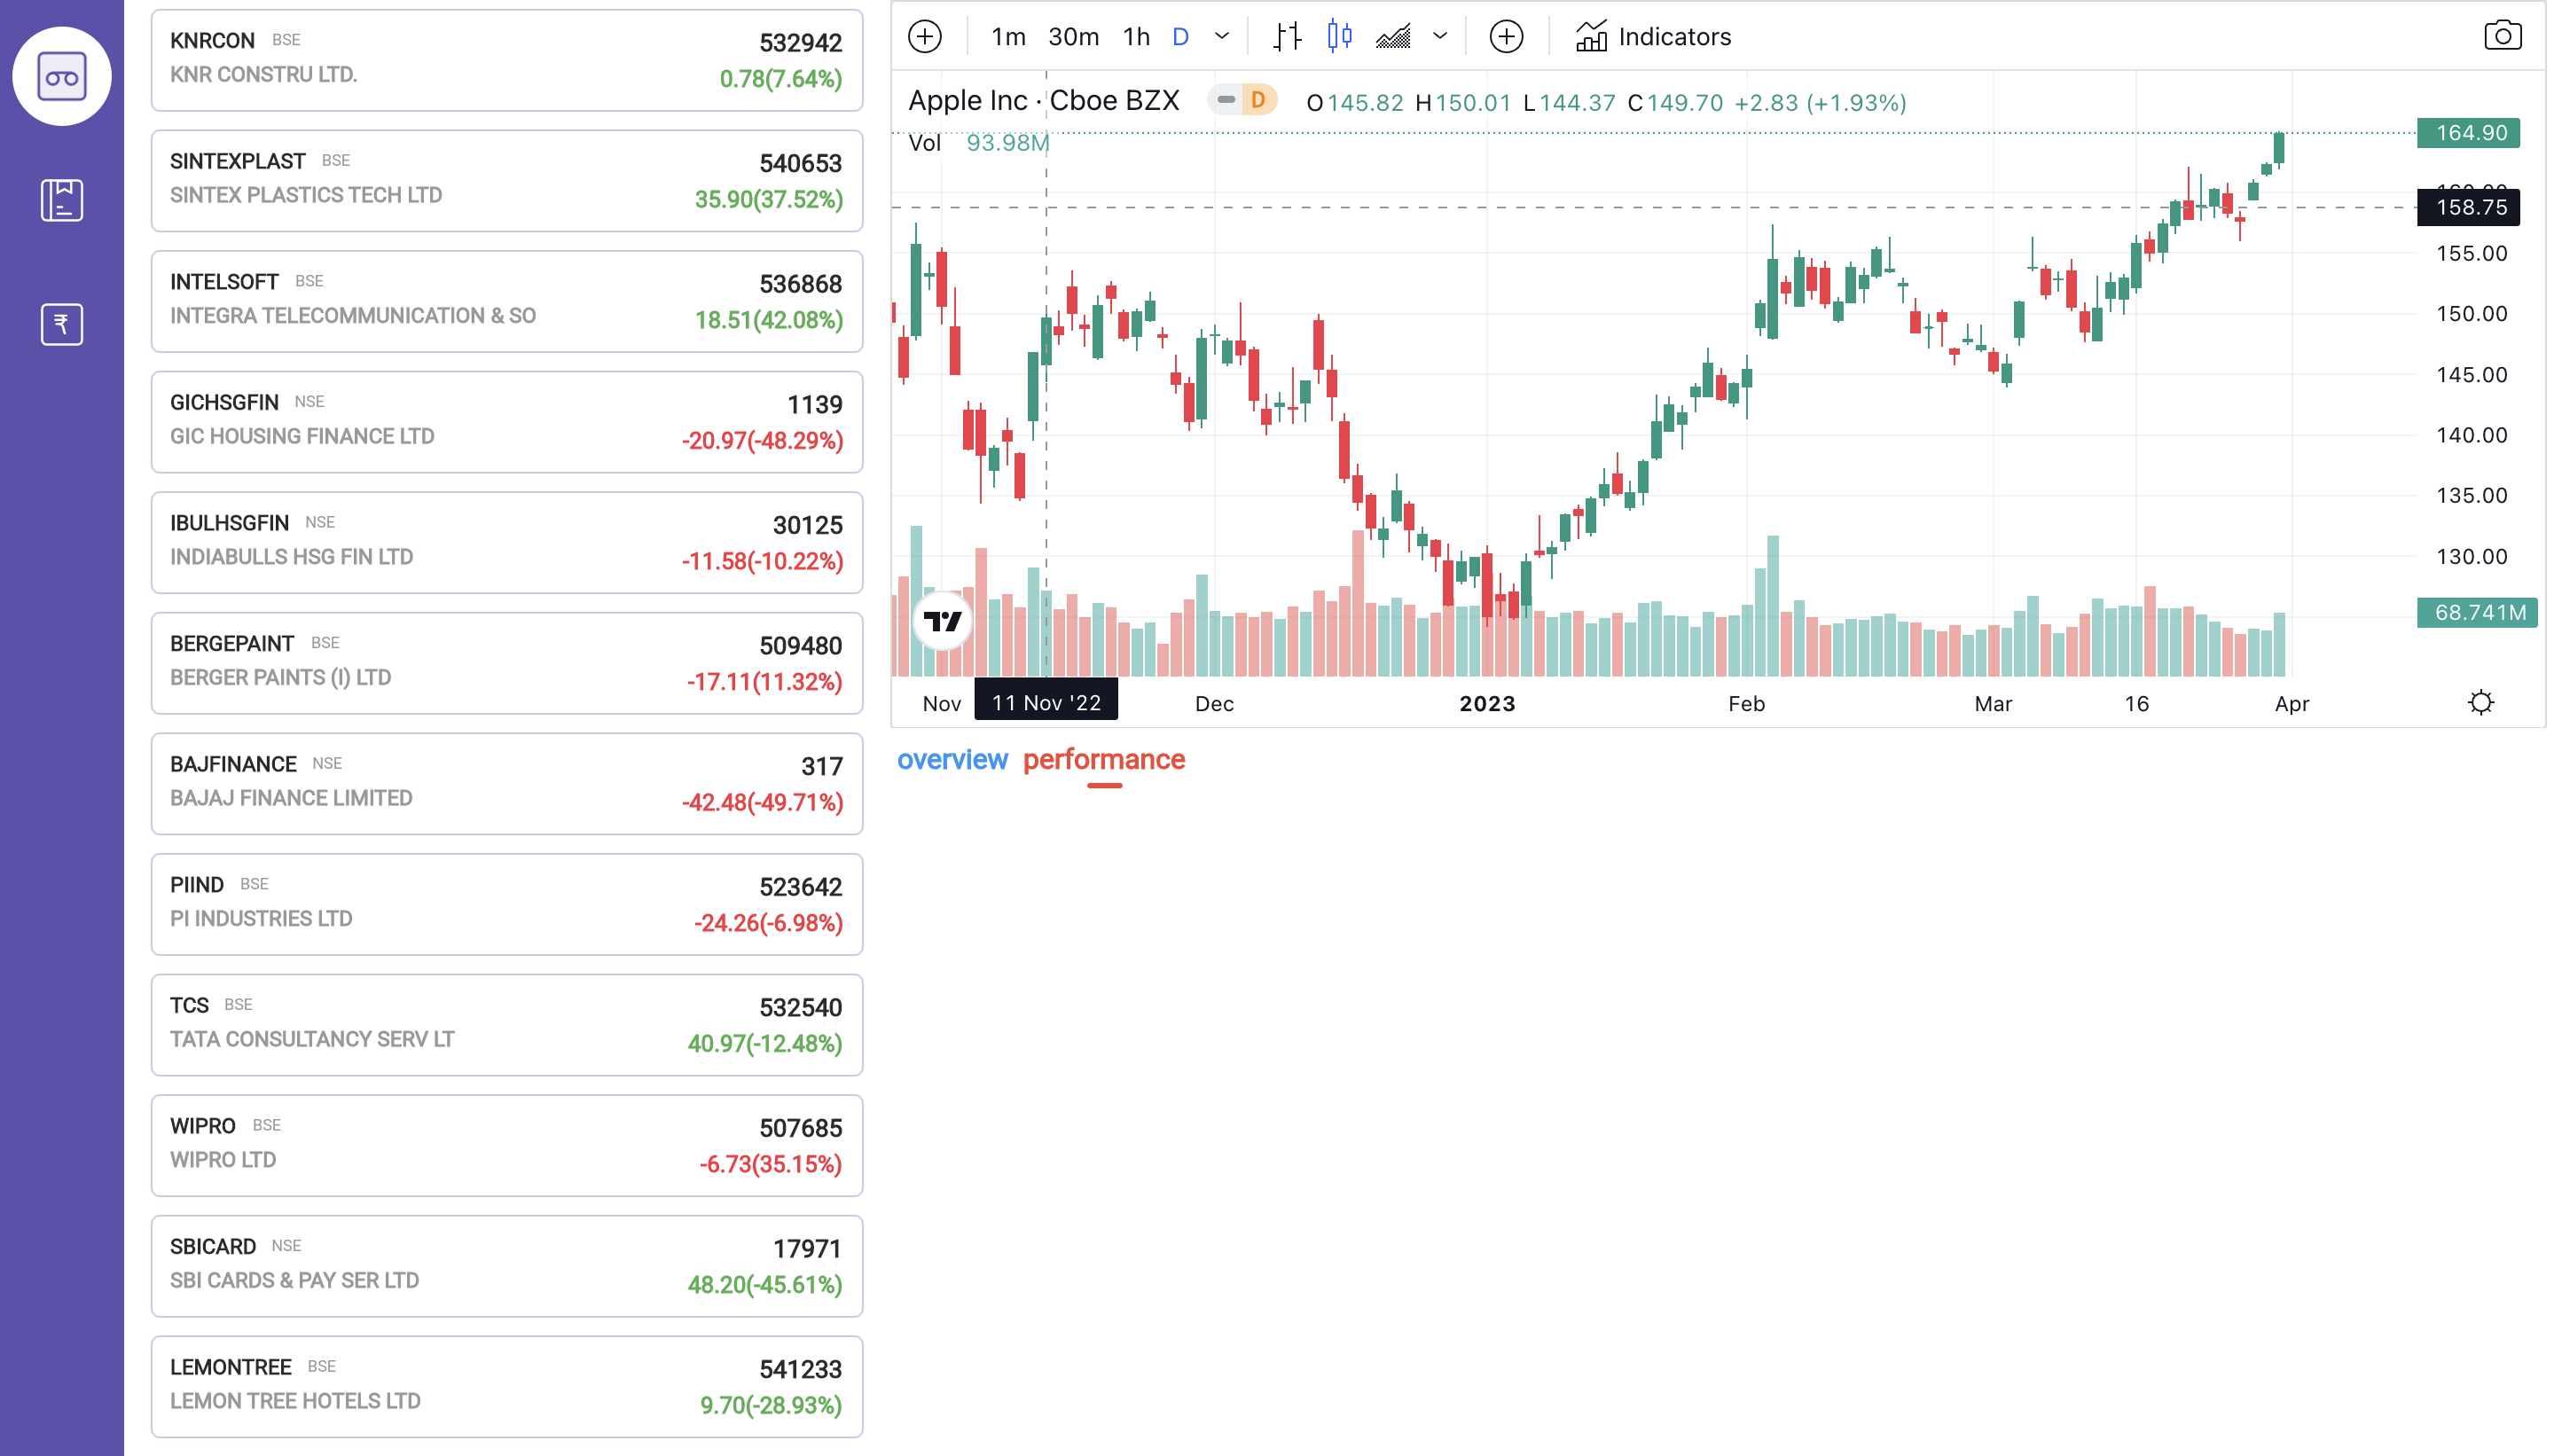 KNRCON BSE 532942
KNR CONSTRU LTD. 0.78(7.64%)
SINTEXPLAST BSE 540653
SINTEX PLASTICS TECH LTD 35.90(37.52%)
INTELSOFT BSE 536868
INTEGRA TELECOMMUNICATION & SO 18.51(42.08%)
GICHSGFIN NSE 1139
GIC HOUSING FINANCE LTD -20.97(-48.29%)
IBULHSGFIN NSE 30125
INDIABULLS HSG FIN LTD -11.58(-10.22%)
BERGEPAINT BSE 509480
BERGER PAINTS (I) LTD -17.11(11.32%)
BAJFINANCE NSE 317
BAJAJ FINANCE LIMITED -42.48(-49.71%)
PIIND BSE 523642
PI INDUSTRIES LTD -24.26(-6.98%)
TCS BSE 532540
TATA CONSULTANCY SERV LT 40.97(-12.48%)
WIPRO BSE 507685
WIPRO LTD -6.73(35.15%)
SBICARD NSE 17971
SBI CARDS & PAY SER LTD 48.20(-45.61%)
LEMONTREE BSE 541233
LEMON TREE HOTELS LTD 9.70(-28.93%)
1m 30m 1h D Indicators
Apple Inc · Cboe BZX D O145.82 H150.01 L144.37 C149.70 +2.83 (+1.93%)
Vol 93.98M
164.90
160.00
158.75
155.00
150.00
145.00
140.00
135.00
130.00
68.741M
Nov 11 Nov '22 Dec 2023 Feb Mar 16 Apr
overview performance